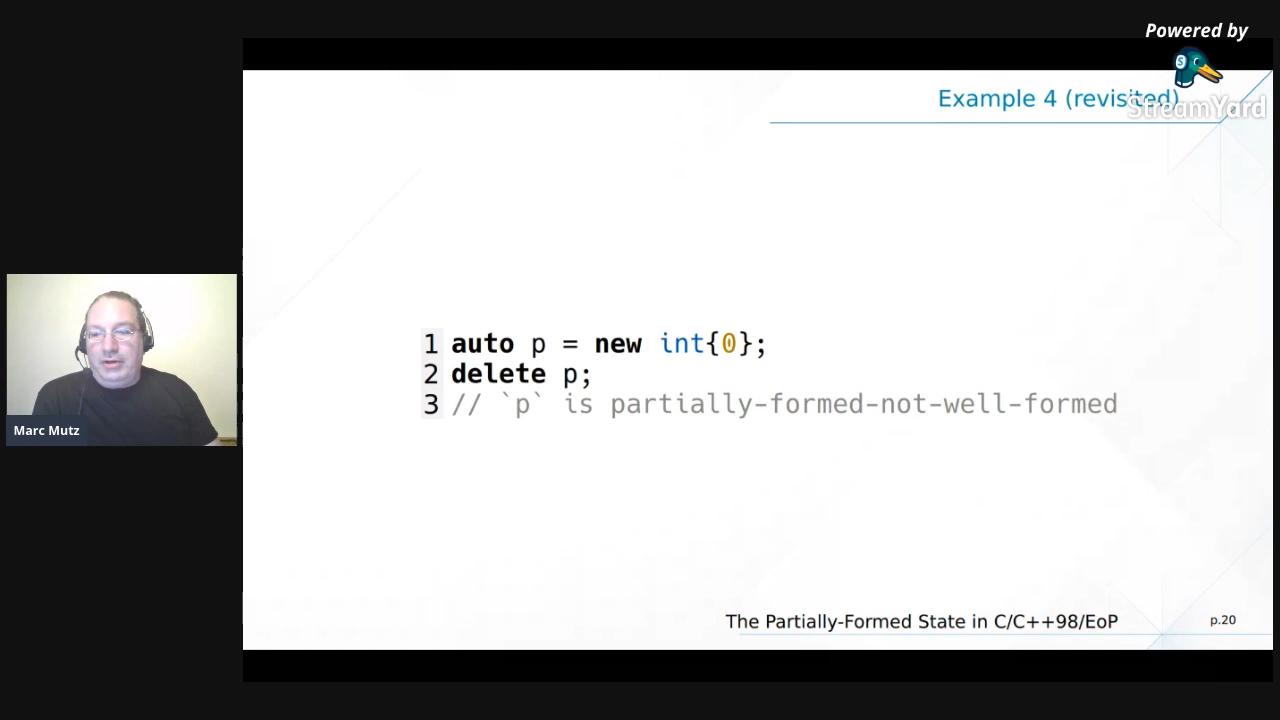 Powered by
StreamYard
Example 4 (revisited)
1 auto p = new int{0};
2 delete p;
3 // `p` is partially-formed-not-well-formed
Marc Mutz
The Partially-Formed State in C/C++98/EoP
p.20